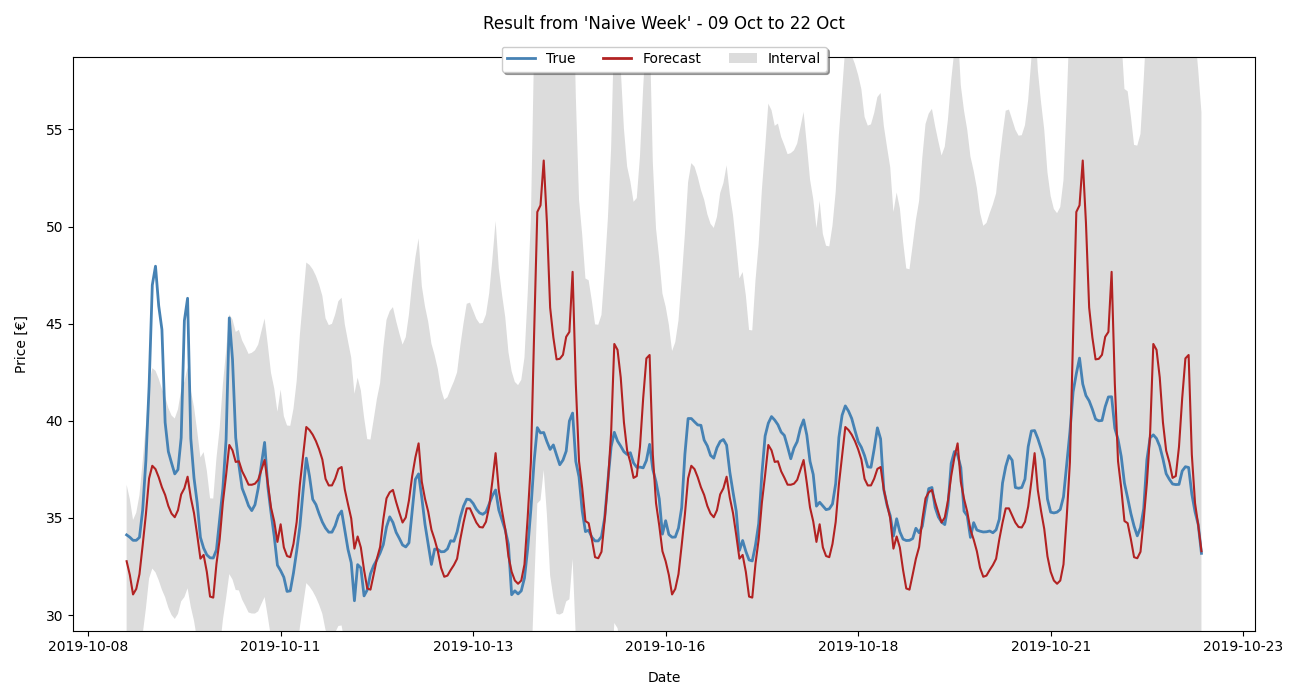 Result from 'Naive Week' - 09 Oct to 22 Oct
True Forecast Interval
Price [€]
55
50
45
40
35
30
2019-10-08 2019-10-11 2019-10-13 2019-10-16 2019-10-18 2019-10-21 2019-10-23
Date